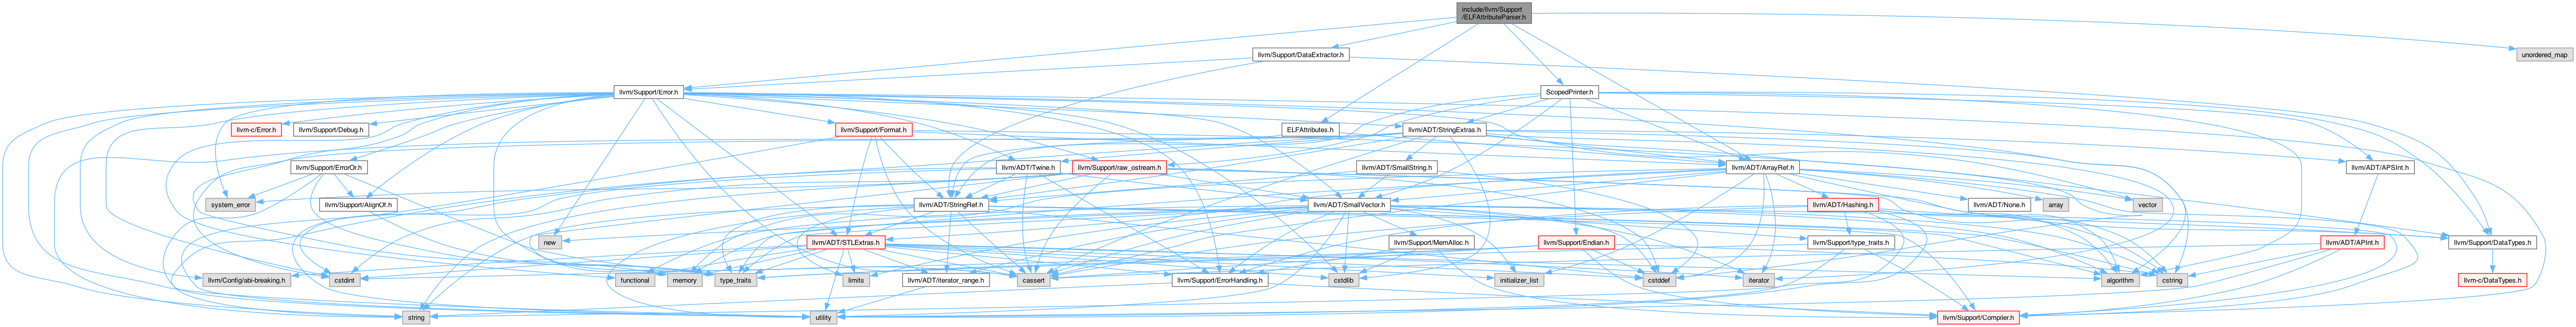 include/llvm/Support
/ELFAttributeParser.h
unordered_map
llvm/Support/DataExtractor.h
llvm/Support/Error.h
ScopedPrinter.h
llvm-c/Error.h
llvm/Support/Debug.h
llvm/Support/Format.h
ELFAttributes.h
llvm/ADT/StringExtras.h
llvm/Support/ErrorOr.h
llvm/ADT/Twine.h
llvm/Support/raw_ostream.h
llvm/ADT/SmallString.h
llvm/ADT/ArrayRef.h
llvm/ADT/APSInt.h
system_error
llvm/Support/AlignOf.h
llvm/ADT/StringRef.h
llvm/ADT/SmallVector.h
llvm/ADT/Hashing.h
llvm/ADT/None.h
array
vector
new
llvm/ADT/STLExtras.h
llvm/Support/MemAlloc.h
llvm/Support/Endian.h
llvm/Support/type_traits.h
llvm/ADT/APInt.h
llvm/Support/DataTypes.h
llvm/Config/abi-breaking.h
cstdint
functional
memory
type_traits
limits
llvm/ADT/iterator_range.h
cassert
llvm/Support/ErrorHandling.h
cstdlib
initializer_list
cstddef
iterator
algorithm
cstring
llvm-c/DataTypes.h
string
utility
llvm/Support/Compiler.h